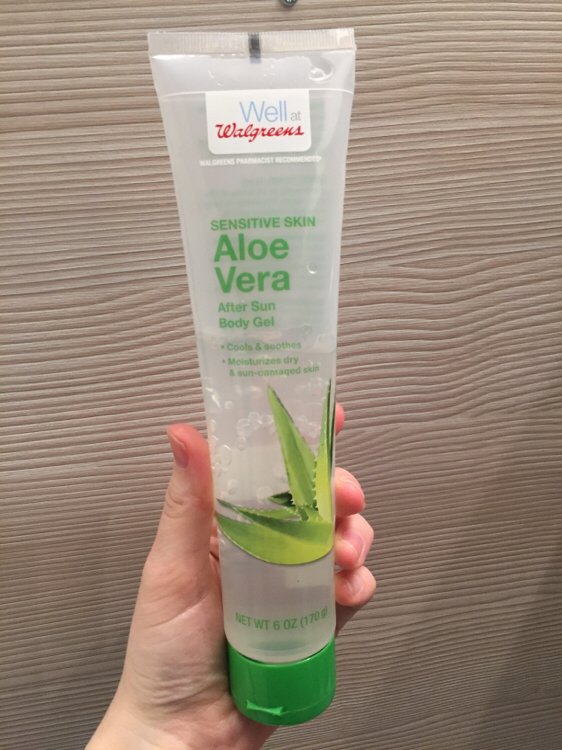 Well at
Walgreens
WALGREENS PHARMACIST RECOMMENDED
SENSITIVE SKIN
Aloe
Vera
After Sun
Body Gel
• Cools & soothes
• Moisturizes dry
& sun-damaged skin
NET WT 6 OZ (170 g)